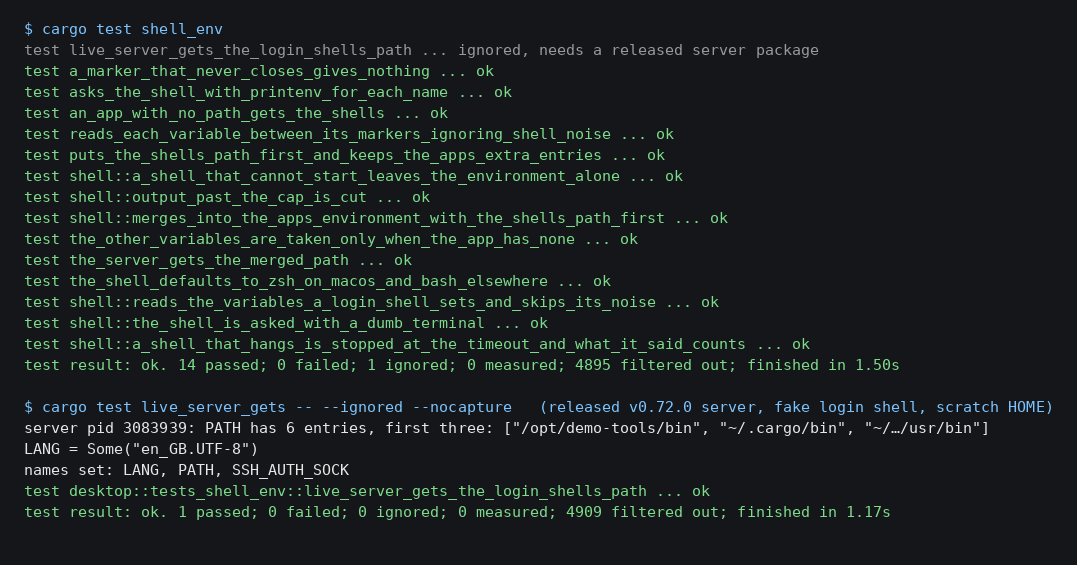 $ cargo test shell_env
test live_server_gets_the_login_shells_path ... ignored, needs a released server package
test a_marker_that_never_closes_gives_nothing ... ok
test asks_the_shell_with_printenv_for_each_name ... ok
test an_app_with_no_path_gets_the_shells ... ok
test reads_each_variable_between_its_markers_ignoring_shell_noise ... ok
test puts_the_shells_path_first_and_keeps_the_apps_extra_entries ... ok
test shell::a_shell_that_cannot_start_leaves_the_environment_alone ... ok
test shell::output_past_the_cap_is_cut ... ok
test shell::merges_into_the_apps_environment_with_the_shells_path_first ... ok
test the_other_variables_are_taken_only_when_the_app_has_none ... ok
test the_server_gets_the_merged_path ... ok
test the_shell_defaults_to_zsh_on_macos_and_bash_elsewhere ... ok
test shell::reads_the_variables_a_login_shell_sets_and_skips_its_noise ... ok
test shell::the_shell_is_asked_with_a_dumb_terminal ... ok
test shell::a_shell_that_hangs_is_stopped_at_the_timeout_and_what_it_said_counts ... ok
test result: ok. 14 passed; 0 failed; 1 ignored; 0 measured; 4895 filtered out; finished in 1.50s
$ cargo test live_server_gets -- --ignored --nocapture   (released v0.72.0 server, fake login shell, scratch HOME)
server pid 3083939: PATH has 6 entries, first three: ["/opt/demo-tools/bin", "~/.cargo/bin", "~/…/usr/bin"]
LANG = Some("en_GB.UTF-8")
names set: LANG, PATH, SSH_AUTH_SOCK
test desktop::tests_shell_env::live_server_gets_the_login_shells_path ... ok
test result: ok. 1 passed; 0 failed; 0 ignored; 0 measured; 4909 filtered out; finished in 1.17s